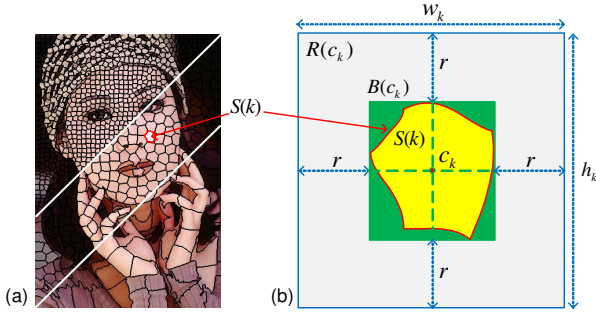 w_k
R(c_k)
r
B(c_k)
S(k)
S(k)
c_k
r
r
h_k
r
(a)
(b)